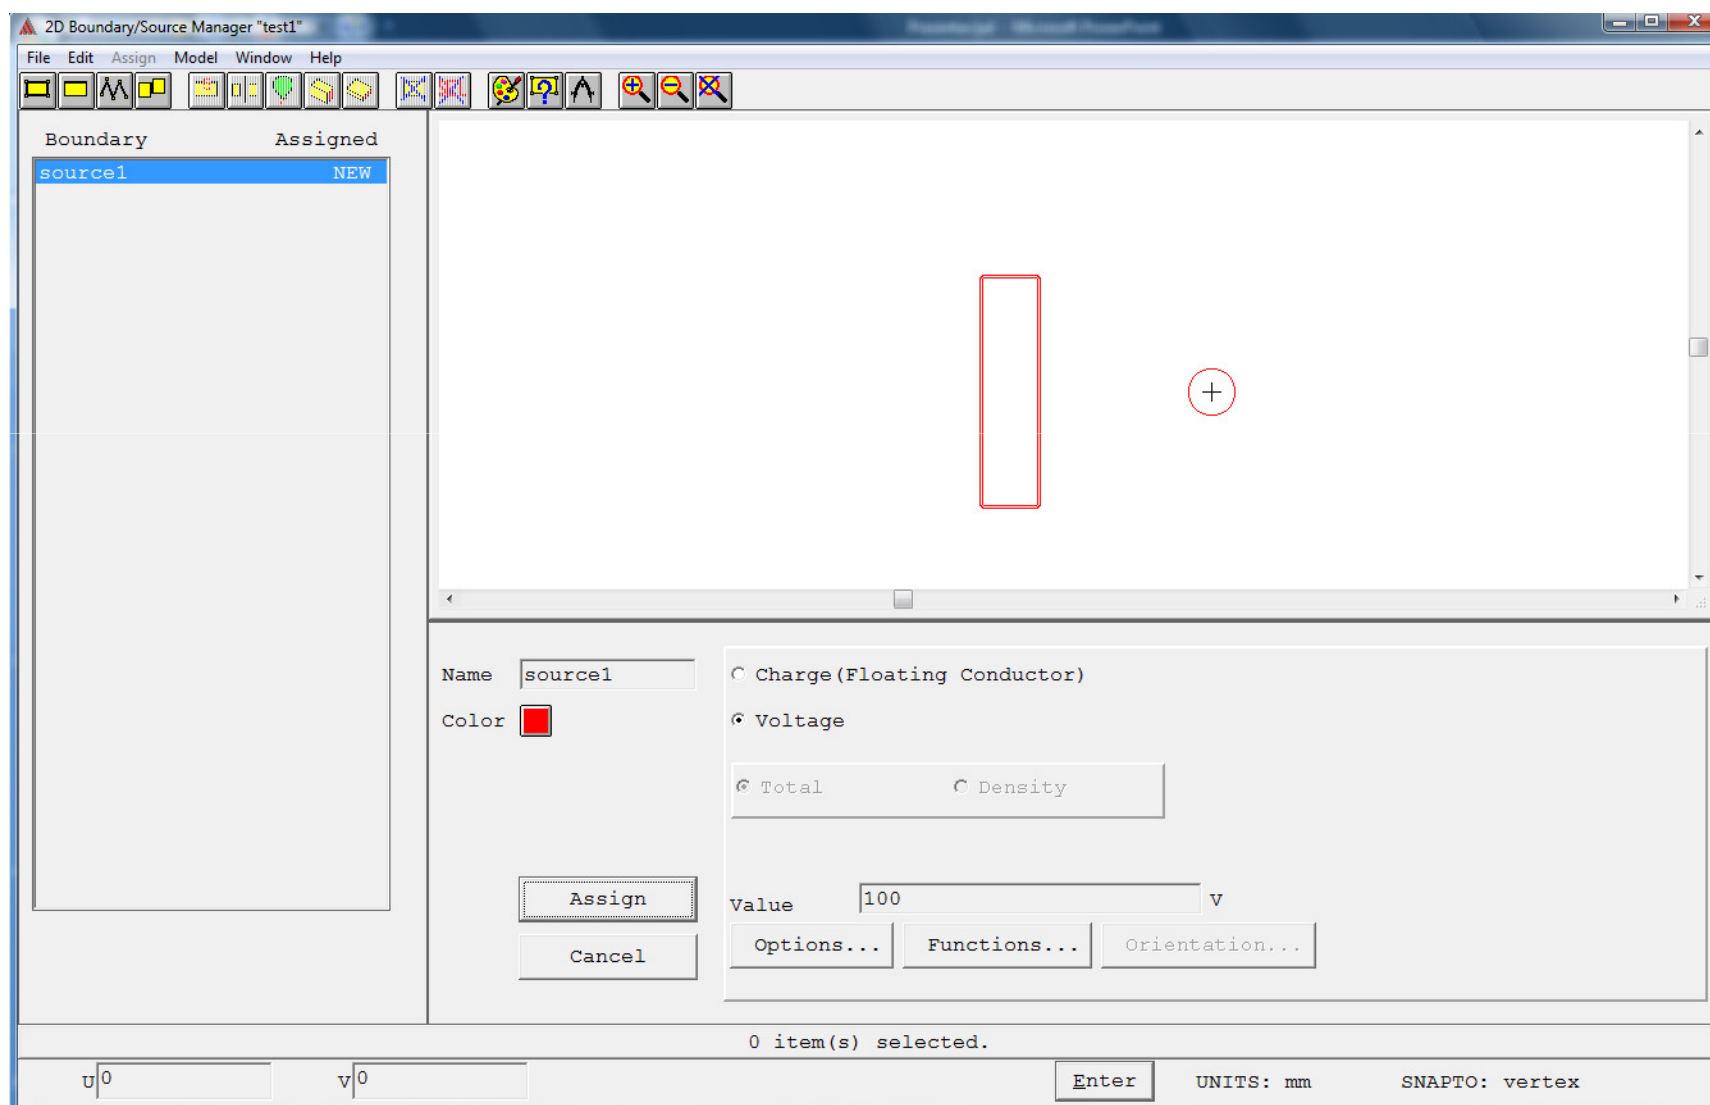 2D Boundary/Source Manager "test1"
File Edit Assign Model Window Help
Boundary Assigned
source1 NEW
Name source1
Color
Charge(Floating Conductor)
Voltage
Total Density
Assign
Cancel
Value 100 V
Options... Functions... Orientation...
0 item(s) selected.
U 0 V 0 Enter UNITS: mm SNAPTO: vertex